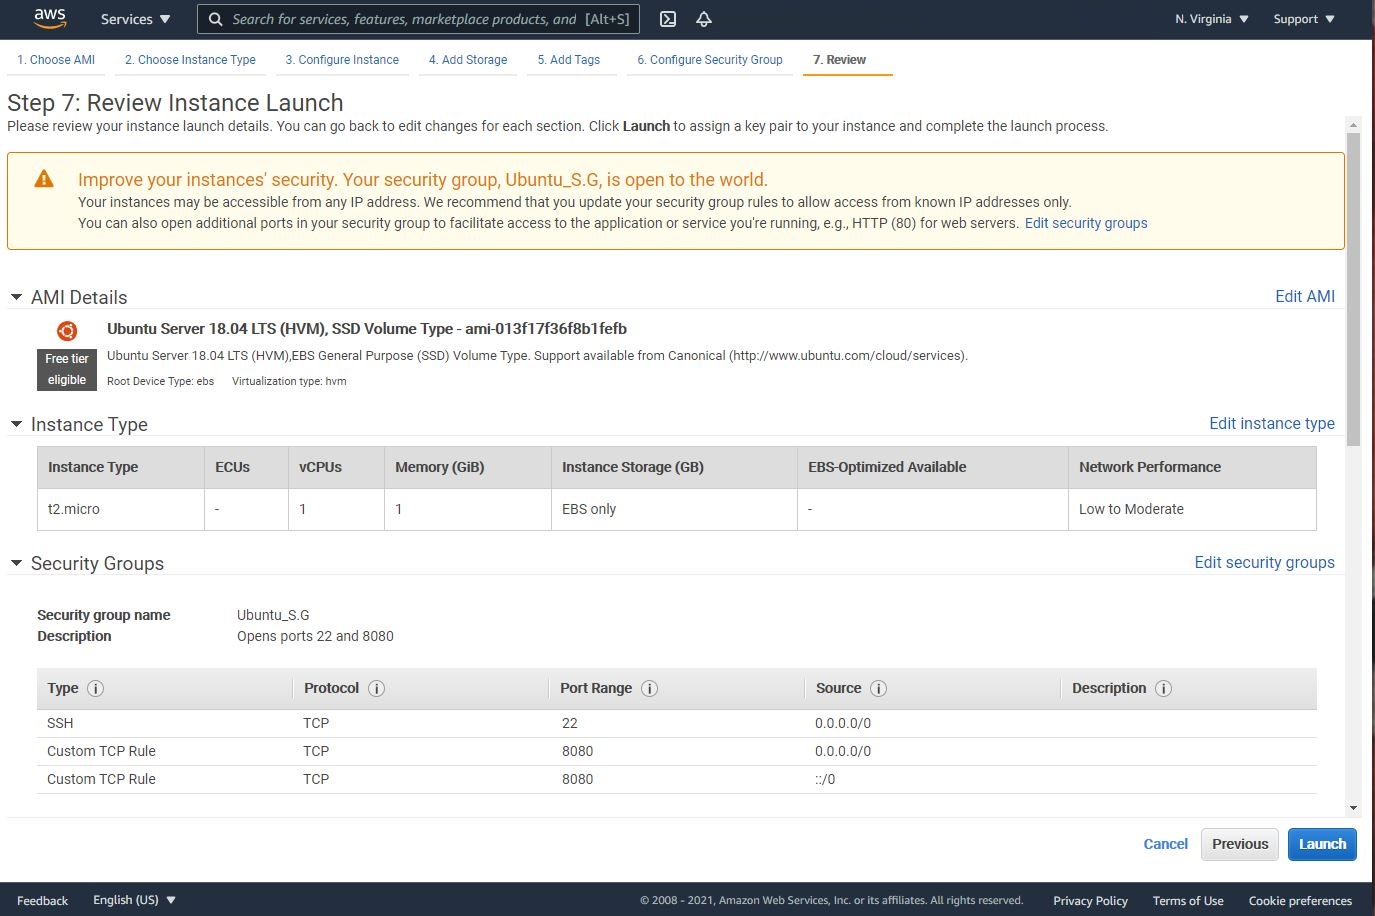 aws Services Search for services, features, marketplace products, and [Alt+S] N. Virginia Support
1. Choose AMI 2. Choose Instance Type 3. Configure Instance 4. Add Storage 5. Add Tags 6. Configure Security Group 7. Review
Step 7: Review Instance Launch
Please review your instance launch details. You can go back to edit changes for each section. Click Launch to assign a key pair to your instance and complete the launch process.
Improve your instances' security. Your security group, Ubuntu_S.G, is open to the world.
Your instances may be accessible from any IP address. We recommend that you update your security group rules to allow access from known IP addresses only.
You can also open additional ports in your security group to facilitate access to the application or service you're running, e.g., HTTP (80) for web servers. Edit security groups
AMI Details Edit AMI
Ubuntu Server 18.04 LTS (HVM), SSD Volume Type - ami-013f17f36f8b1fefb
Free tier eligible
Ubuntu Server 18.04 LTS (HVM),EBS General Purpose (SSD) Volume Type. Support available from Canonical (http://www.ubuntu.com/cloud/services).
Root Device Type: ebs Virtualization type: hvm
Instance Type Edit instance type
Instance Type ECUs vCPUs Memory (GiB) Instance Storage (GB) EBS-Optimized Available Network Performance
t2.micro - 1 1 EBS only - Low to Moderate
Security Groups Edit security groups
Security group name Ubuntu_S.G
Description Opens ports 22 and 8080
Type Protocol Port Range Source Description
SSH TCP 22 0.0.0.0/0
Custom TCP Rule TCP 8080 0.0.0.0/0
Custom TCP Rule TCP 8080 ::/0
Cancel Previous Launch
Feedback English (US) © 2008 - 2021, Amazon Web Services, Inc. or its affiliates. All rights reserved. Privacy Policy Terms of Use Cookie preferences